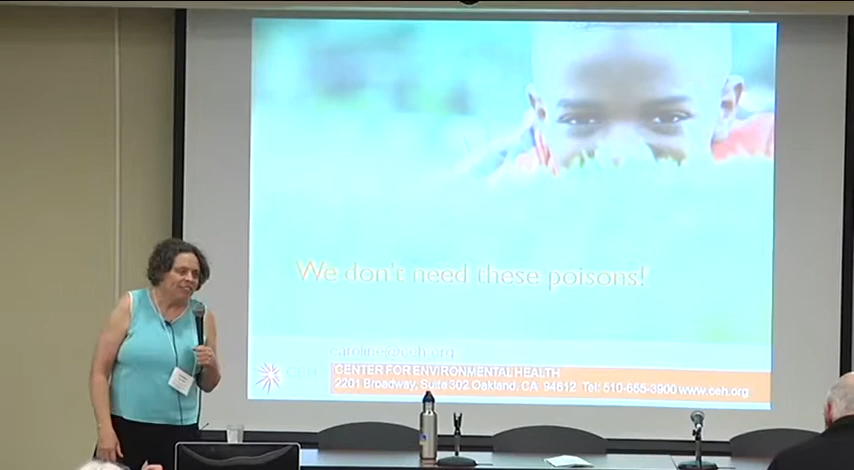 We don't need these poisons!
caroline@ceh.org
CEH
CENTER FOR ENVIRONMENTAL HEALTH
2201 Broadway, Suite 302 Oakland, CA 94612 Tel: 510-655-3900 www.ceh.org